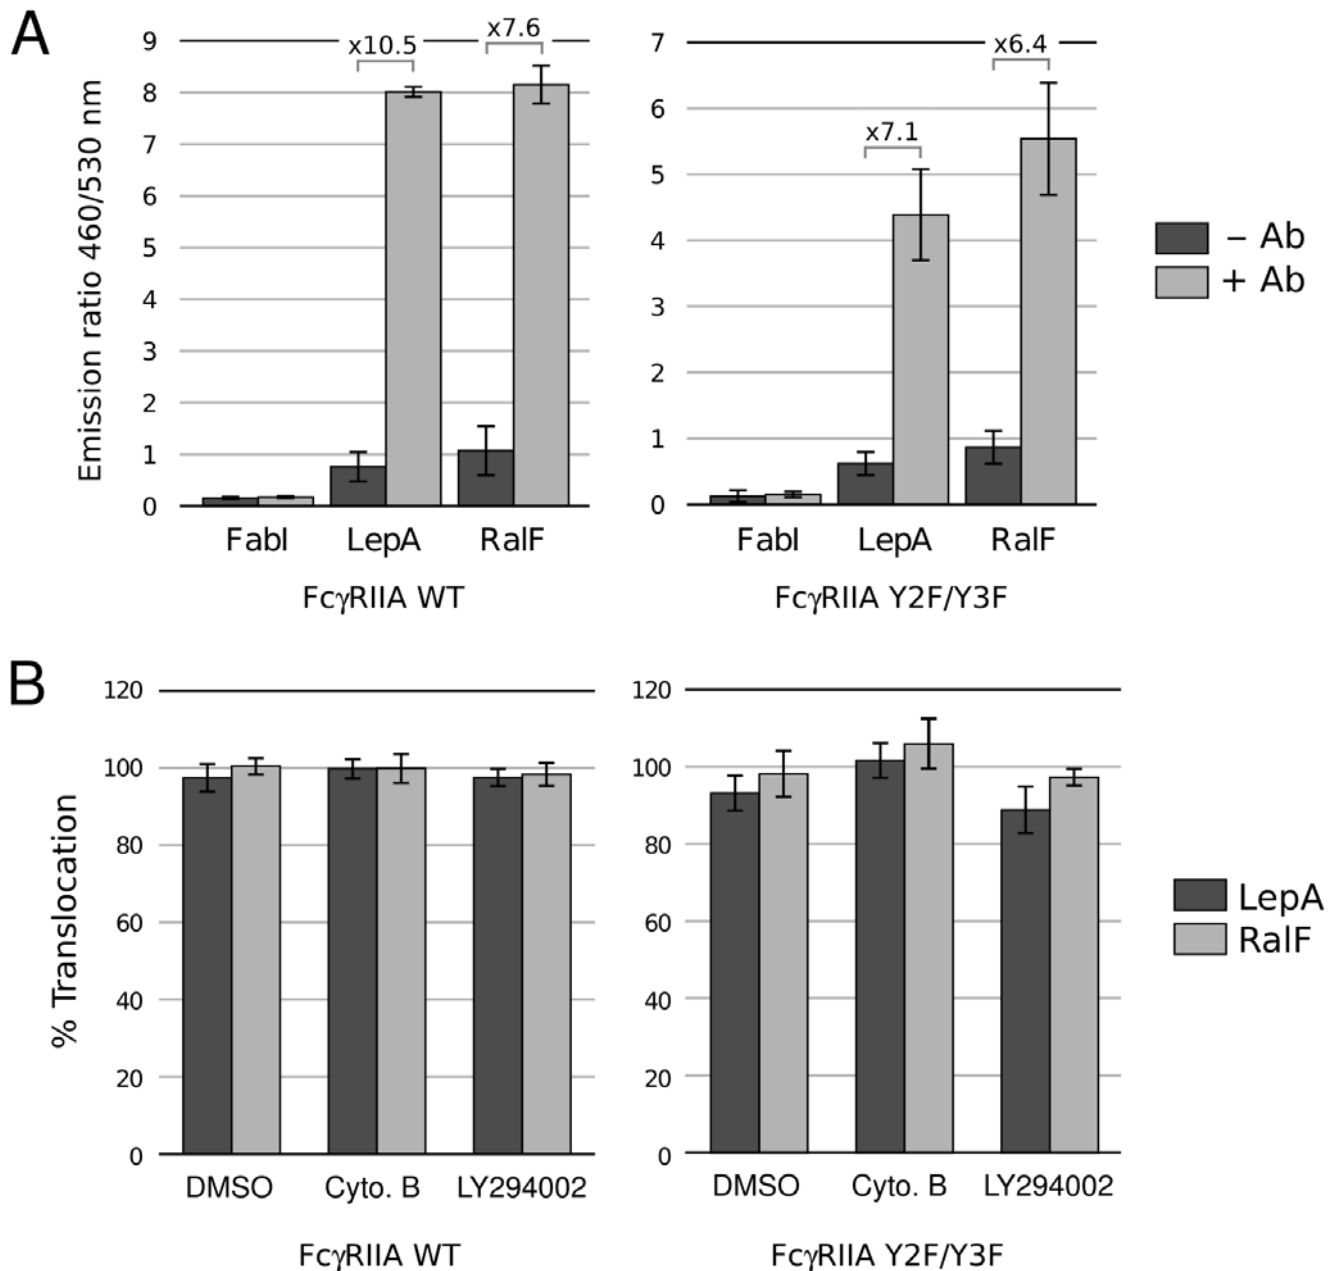 A
Emission ratio 460/530 nm
9
8
7
6
5
4
3
2
1
0
x10.5
x7.6
FabI
LepA
RalF
FcγRIIA WT
7
6
5
4
3
2
1
0
x7.1
x6.4
FabI
LepA
RalF
FcγRIIA Y2F/Y3F
– Ab
+ Ab
B
% Translocation
120
100
80
60
40
20
0
DMSO
Cyto. B
LY294002
FcγRIIA WT
120
100
80
60
40
20
0
DMSO
Cyto. B
LY294002
FcγRIIA Y2F/Y3F
LepA
RalF